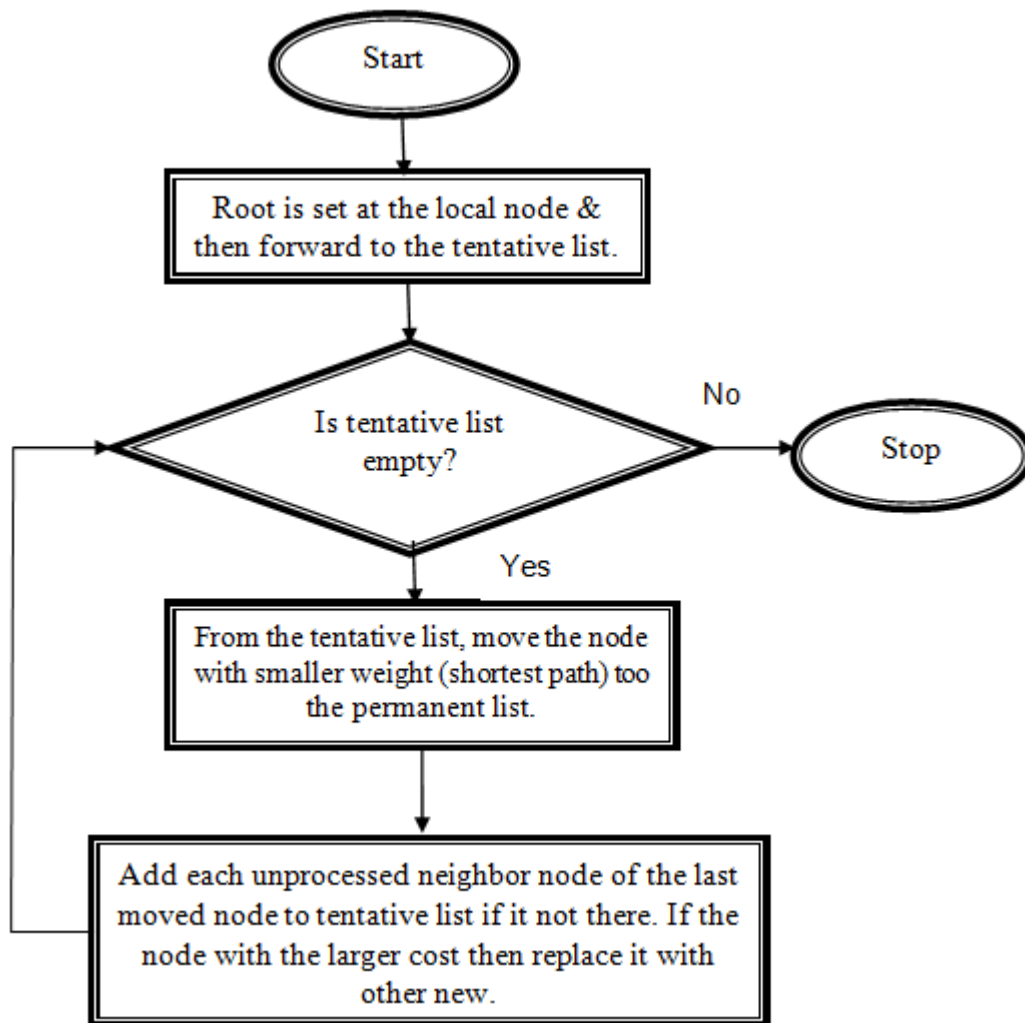 Start
Root is set at the local node &
then forward to the tentative list.
Is tentative list
empty?
No
Stop
Yes
From the tentative list, move the node
with smaller weight (shortest path) too
the permanent list.
Add each unprocessed neighbor node of the last
moved node to tentative list if it not there. If the
node with the larger cost then replace it with
other new.